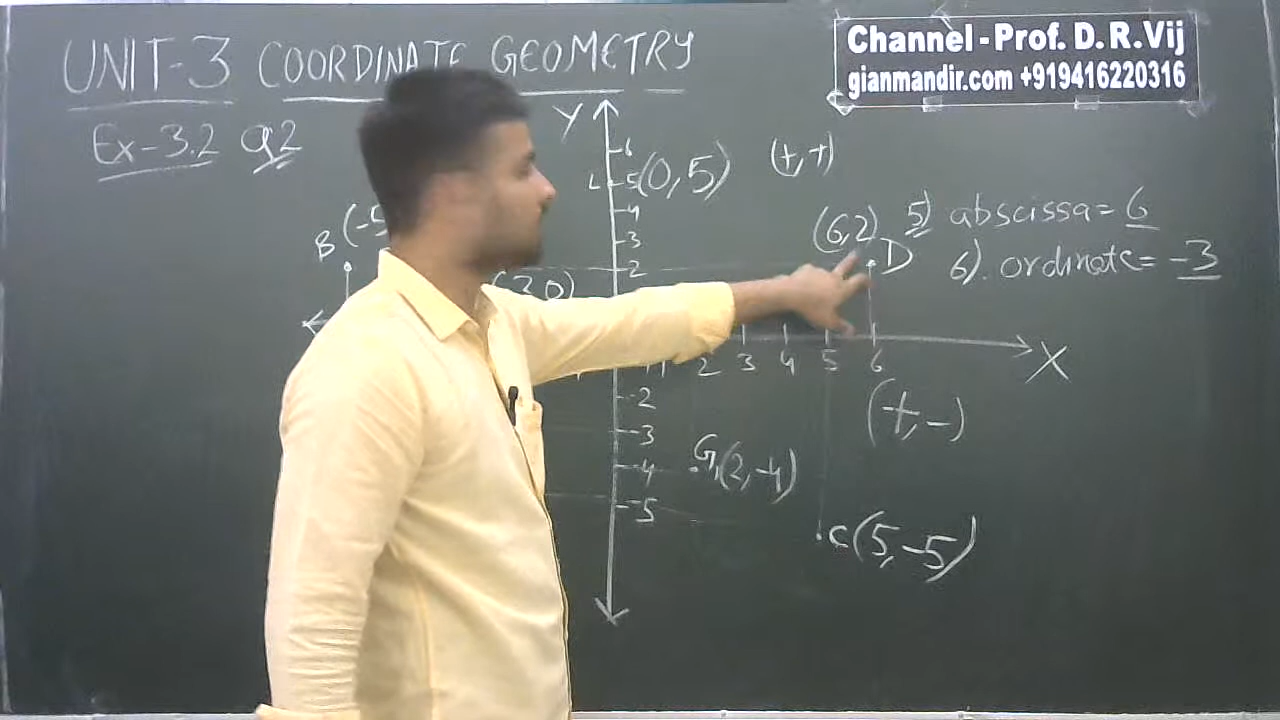 UNIT-3 COORDINATE GEOMETRY
Channel - Prof. D. R. Vij
gianmandir.com +919416220316
Ex-3.2 Q2
Y
6
L 5 (0,5)
(+,+)
4
3
2
B (-5
(6,2)
D
5) abscissa = 6
6). ordinate = -3
2 3 4 5 6
X
(+,-)
-2
-3
-4
-5
G(2,-4)
C(5,-5)